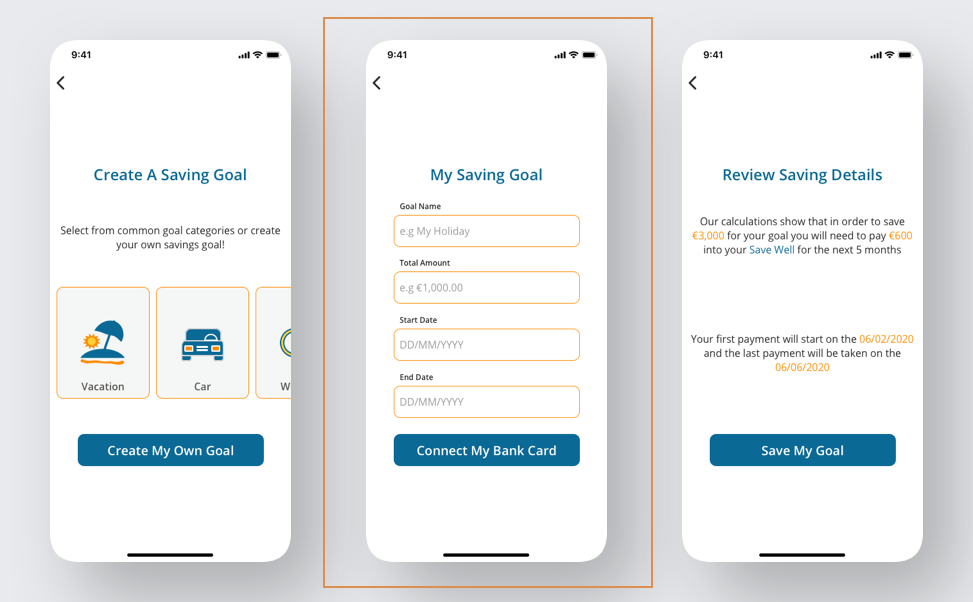 9:41
Create A Saving Goal
Select from common goal categories or create
your own savings goal!
Vacation
Car
W
Create My Own Goal
9:41
My Saving Goal
Goal Name
e.g My Holiday
Total Amount
e.g €1,000.00
Start Date
DD/MM/YYYY
End Date
DD/MM/YYYY
Connect My Bank Card
9:41
Review Saving Details
Our calculations show that in order to save
€3,000 for your goal you will need to pay €600
into your Save Well for the next 5 months
Your first payment will start on the 06/02/2020
and the last payment will be taken on the
06/06/2020
Save My Goal